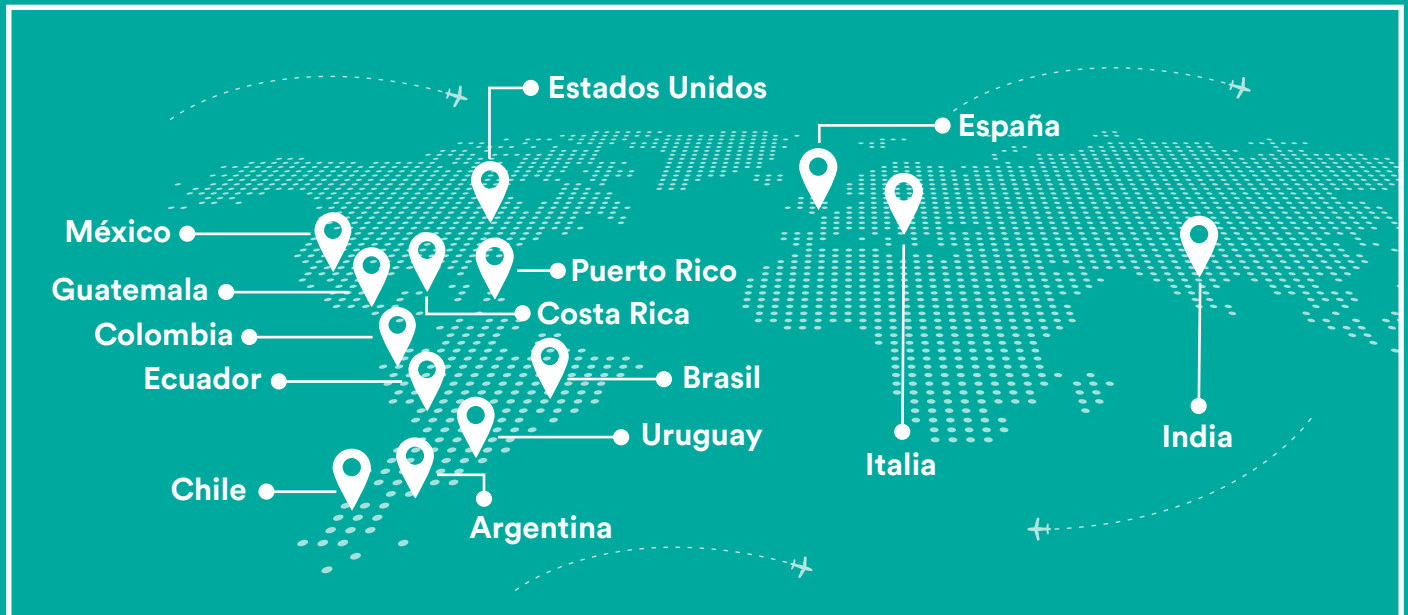 Estados Unidos
España
México
Puerto Rico
Guatemala
Costa Rica
Colombia
Ecuador
Brasil
Uruguay
India
Italia
Chile
Argentina